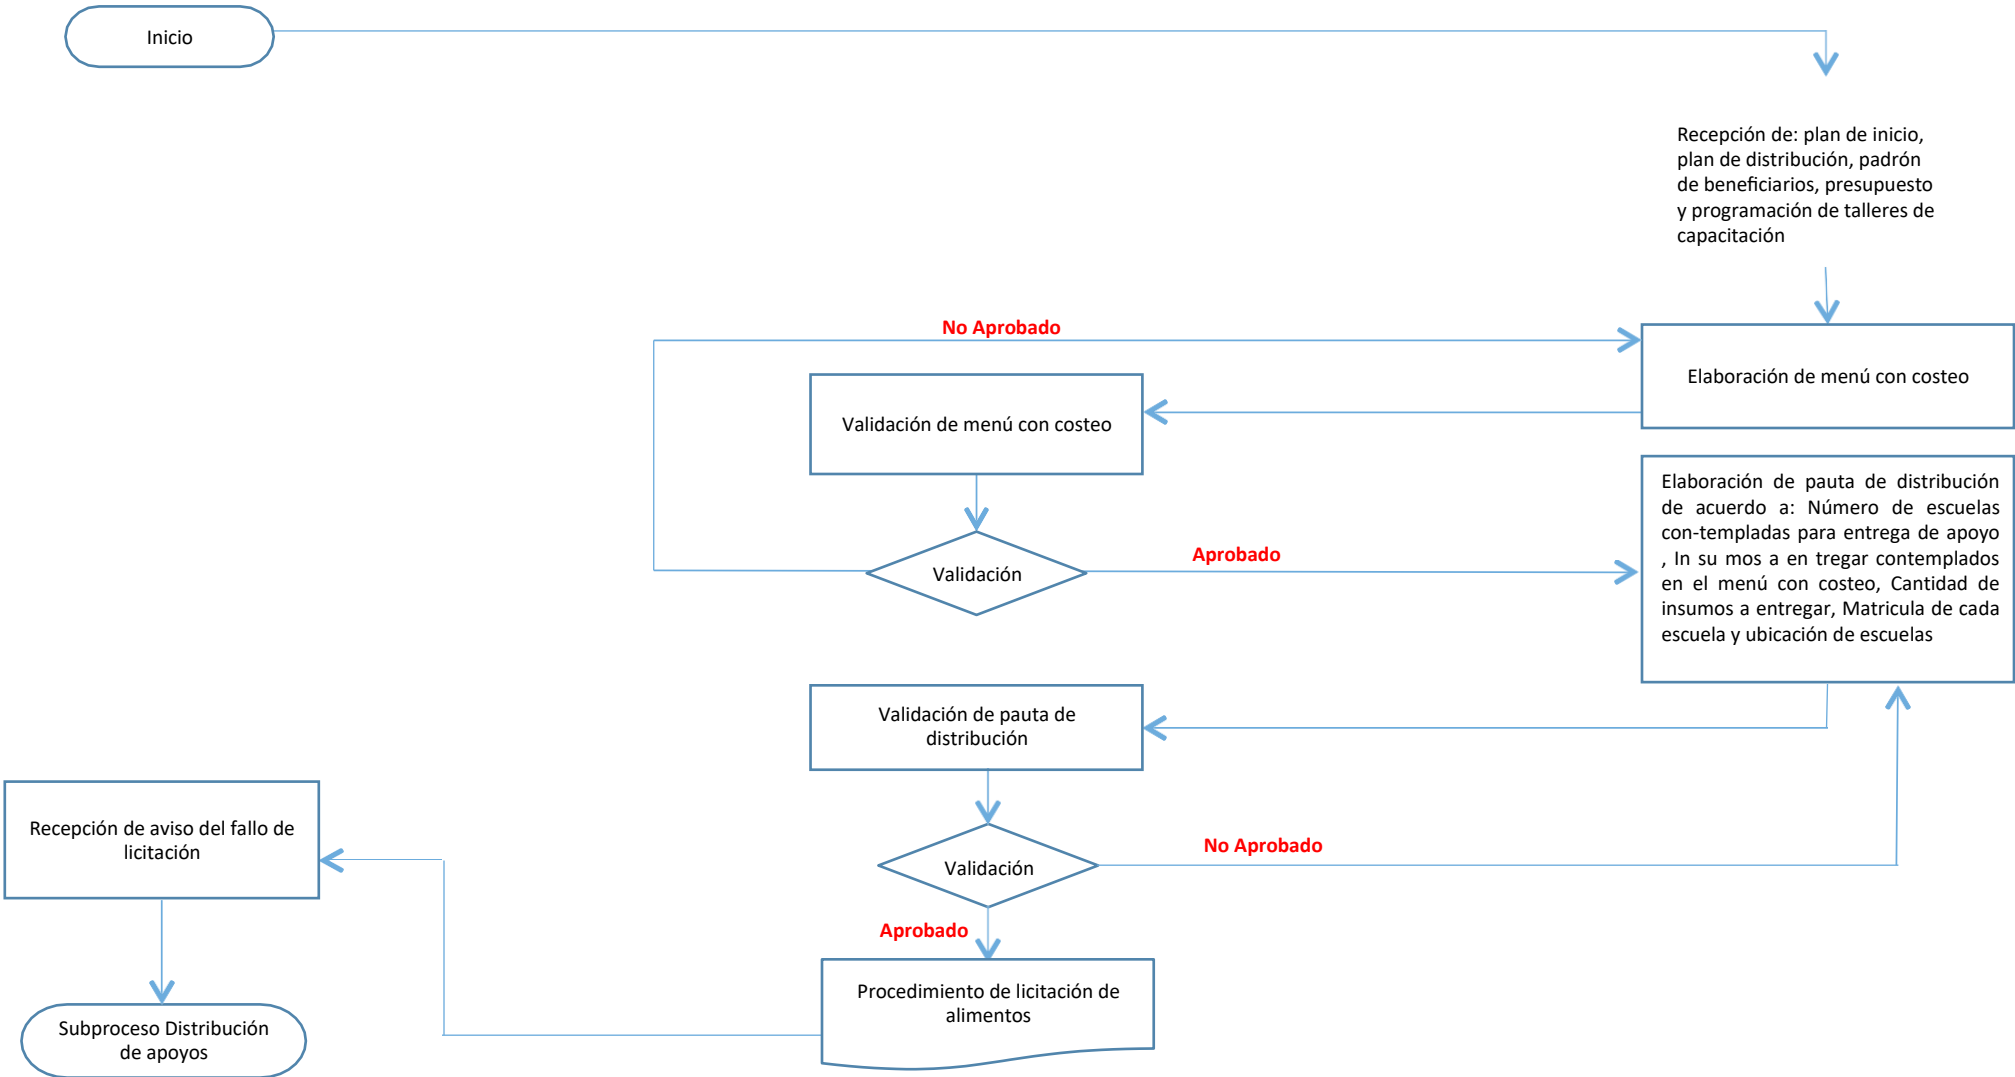 Inicio
Recepción de: plan de inicio,
plan de distribución, padrón
de beneficiarios, presupuesto
y programación de talleres de
capacitación
No Aprobado
Elaboración de menú con costeo
Validación de menú con costeo
Validación
Aprobado
Elaboración de pauta de distribución
de acuerdo a: Número de escuelas
con-templadas para entrega de apoyo
, In su mos a en tregar contemplados
en el menú con costeo, Cantidad de
insumos a entregar, Matricula de cada
escuela y ubicación de escuelas
Validación de pauta de
distribución
Validación
No Aprobado
Aprobado
Procedimiento de licitación de
alimentos
Recepción de aviso del fallo de
licitación
Subproceso Distribución
de apoyos